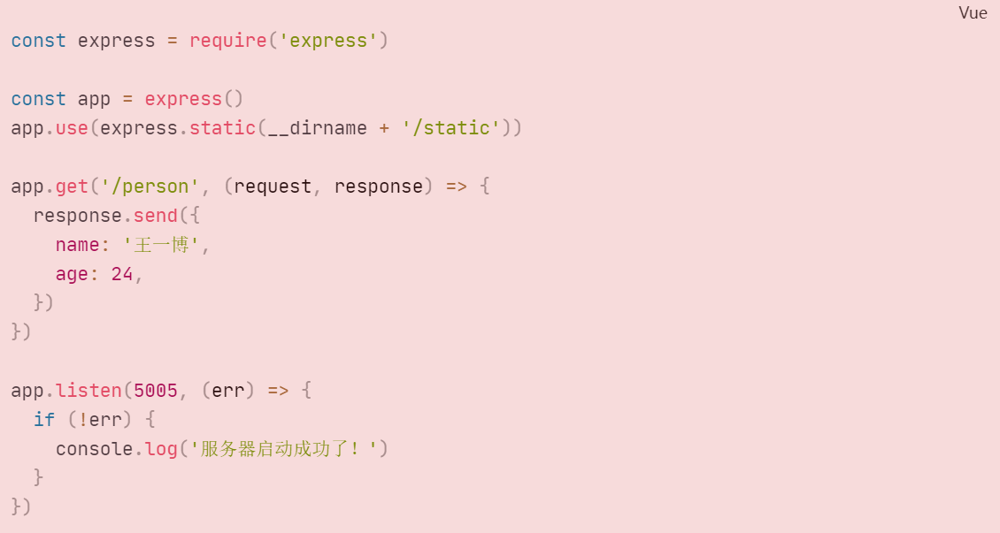 Vue
const express = require('express')
const app = express()
app.use(express.static(__dirname + '/static'))
app.get('/person', (request, response) => {
  response.send({
    name: '王一博',
    age: 24,
  })
})
app.listen(5005, (err) => {
  if (!err) {
    console.log('服务器启动成功了！')
  }
})